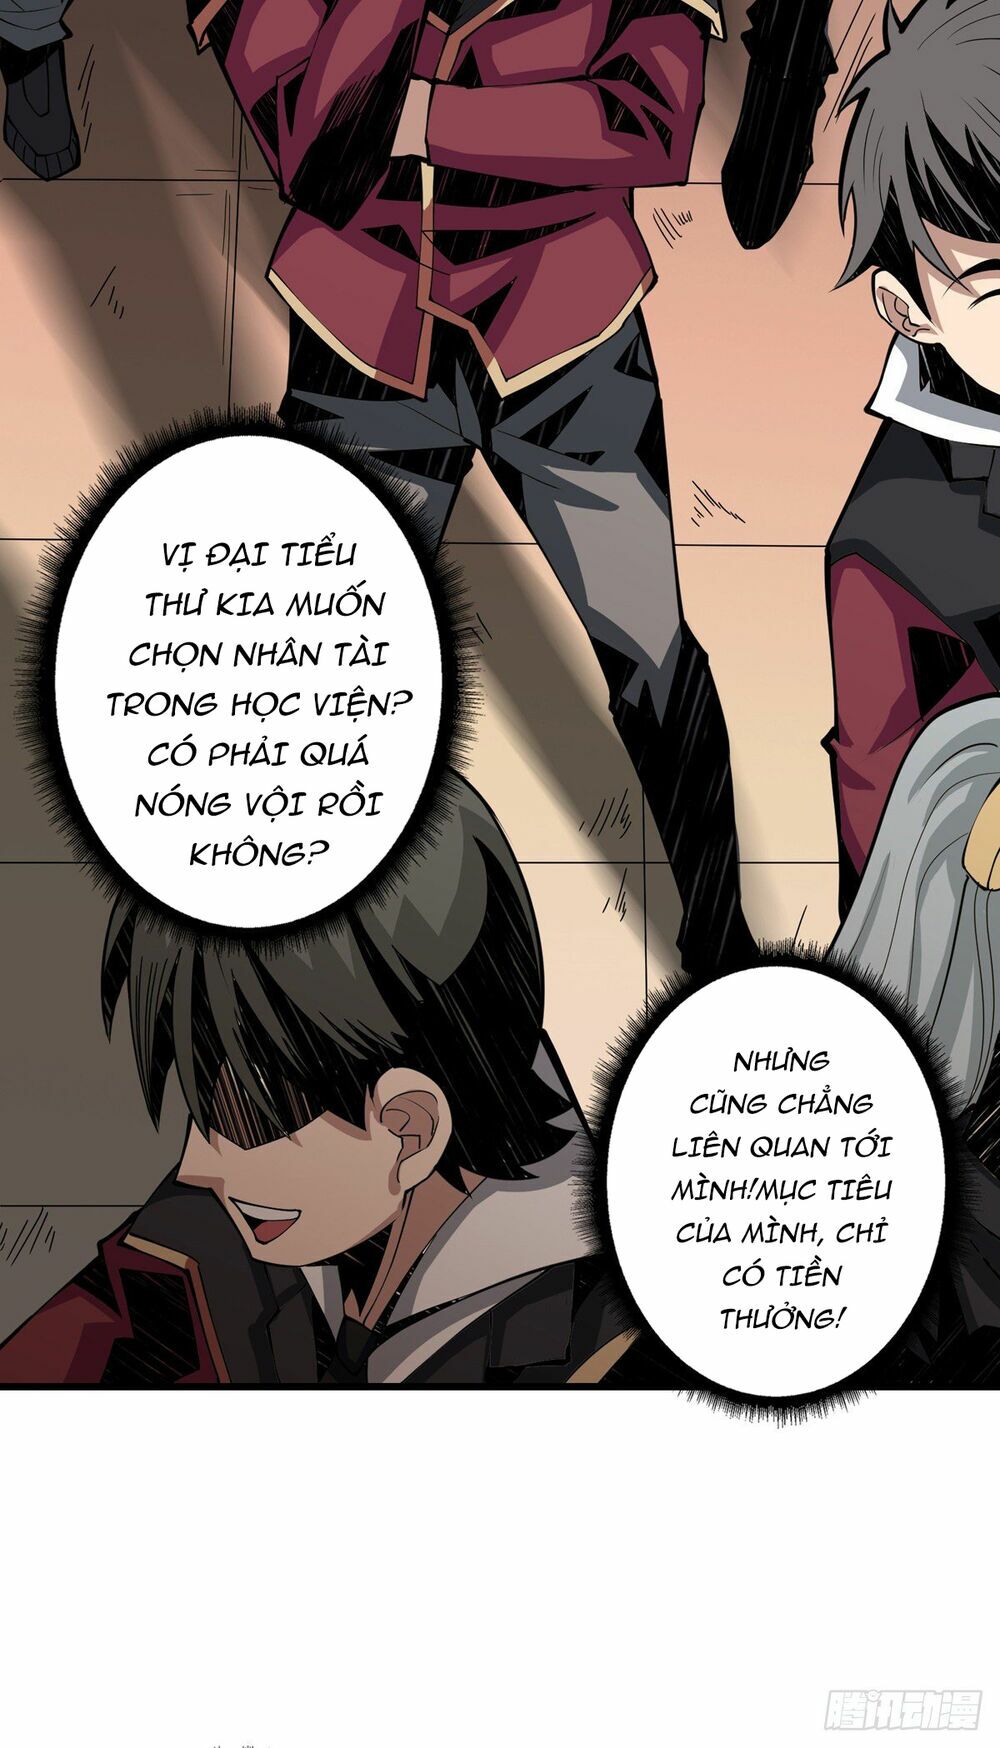 VỊ ĐẠI TIỂU
THƯ KIA MUỐN
CHỌN NHÂN TÀI
TRONG HỌC VIỆN?
CÓ PHẢI QUÁ
NÓNG VỘI RỒI
KHÔNG?
NHƯNG
CŨNG CHẲNG
LIÊN QUAN TỚI
MÌNH!MỤC TIÊU
CỦA MÌNH, CHỈ
CÓ TIỀN
THƯỞNG!
腾讯动漫